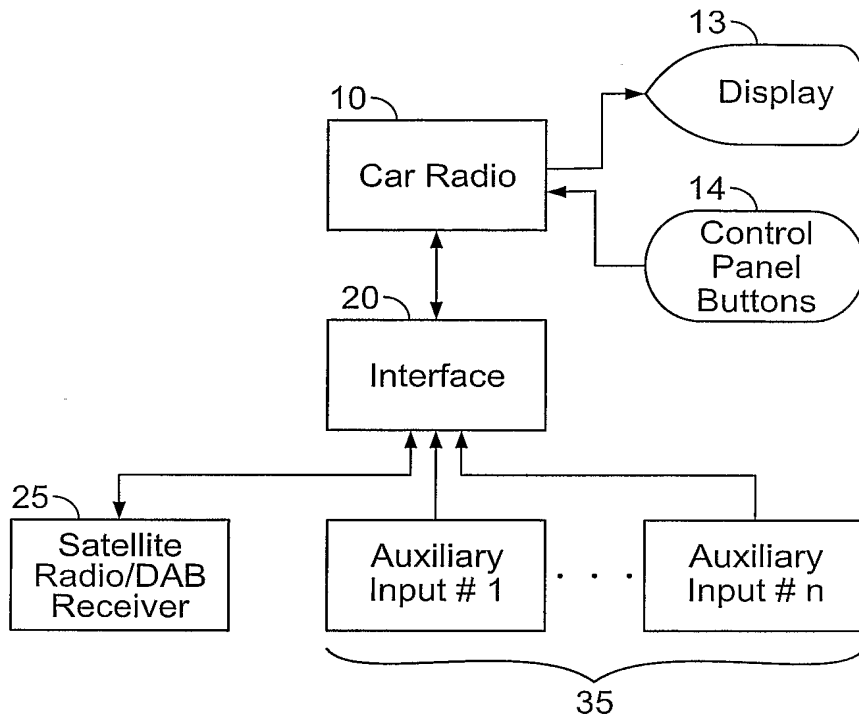 13
Display
10
Car Radio
14
Control
Panel
Buttons
20
Interface
25
Satellite
Radio/DAB
Receiver
Auxiliary
Input # 1
. . .
Auxiliary
Input # n
35